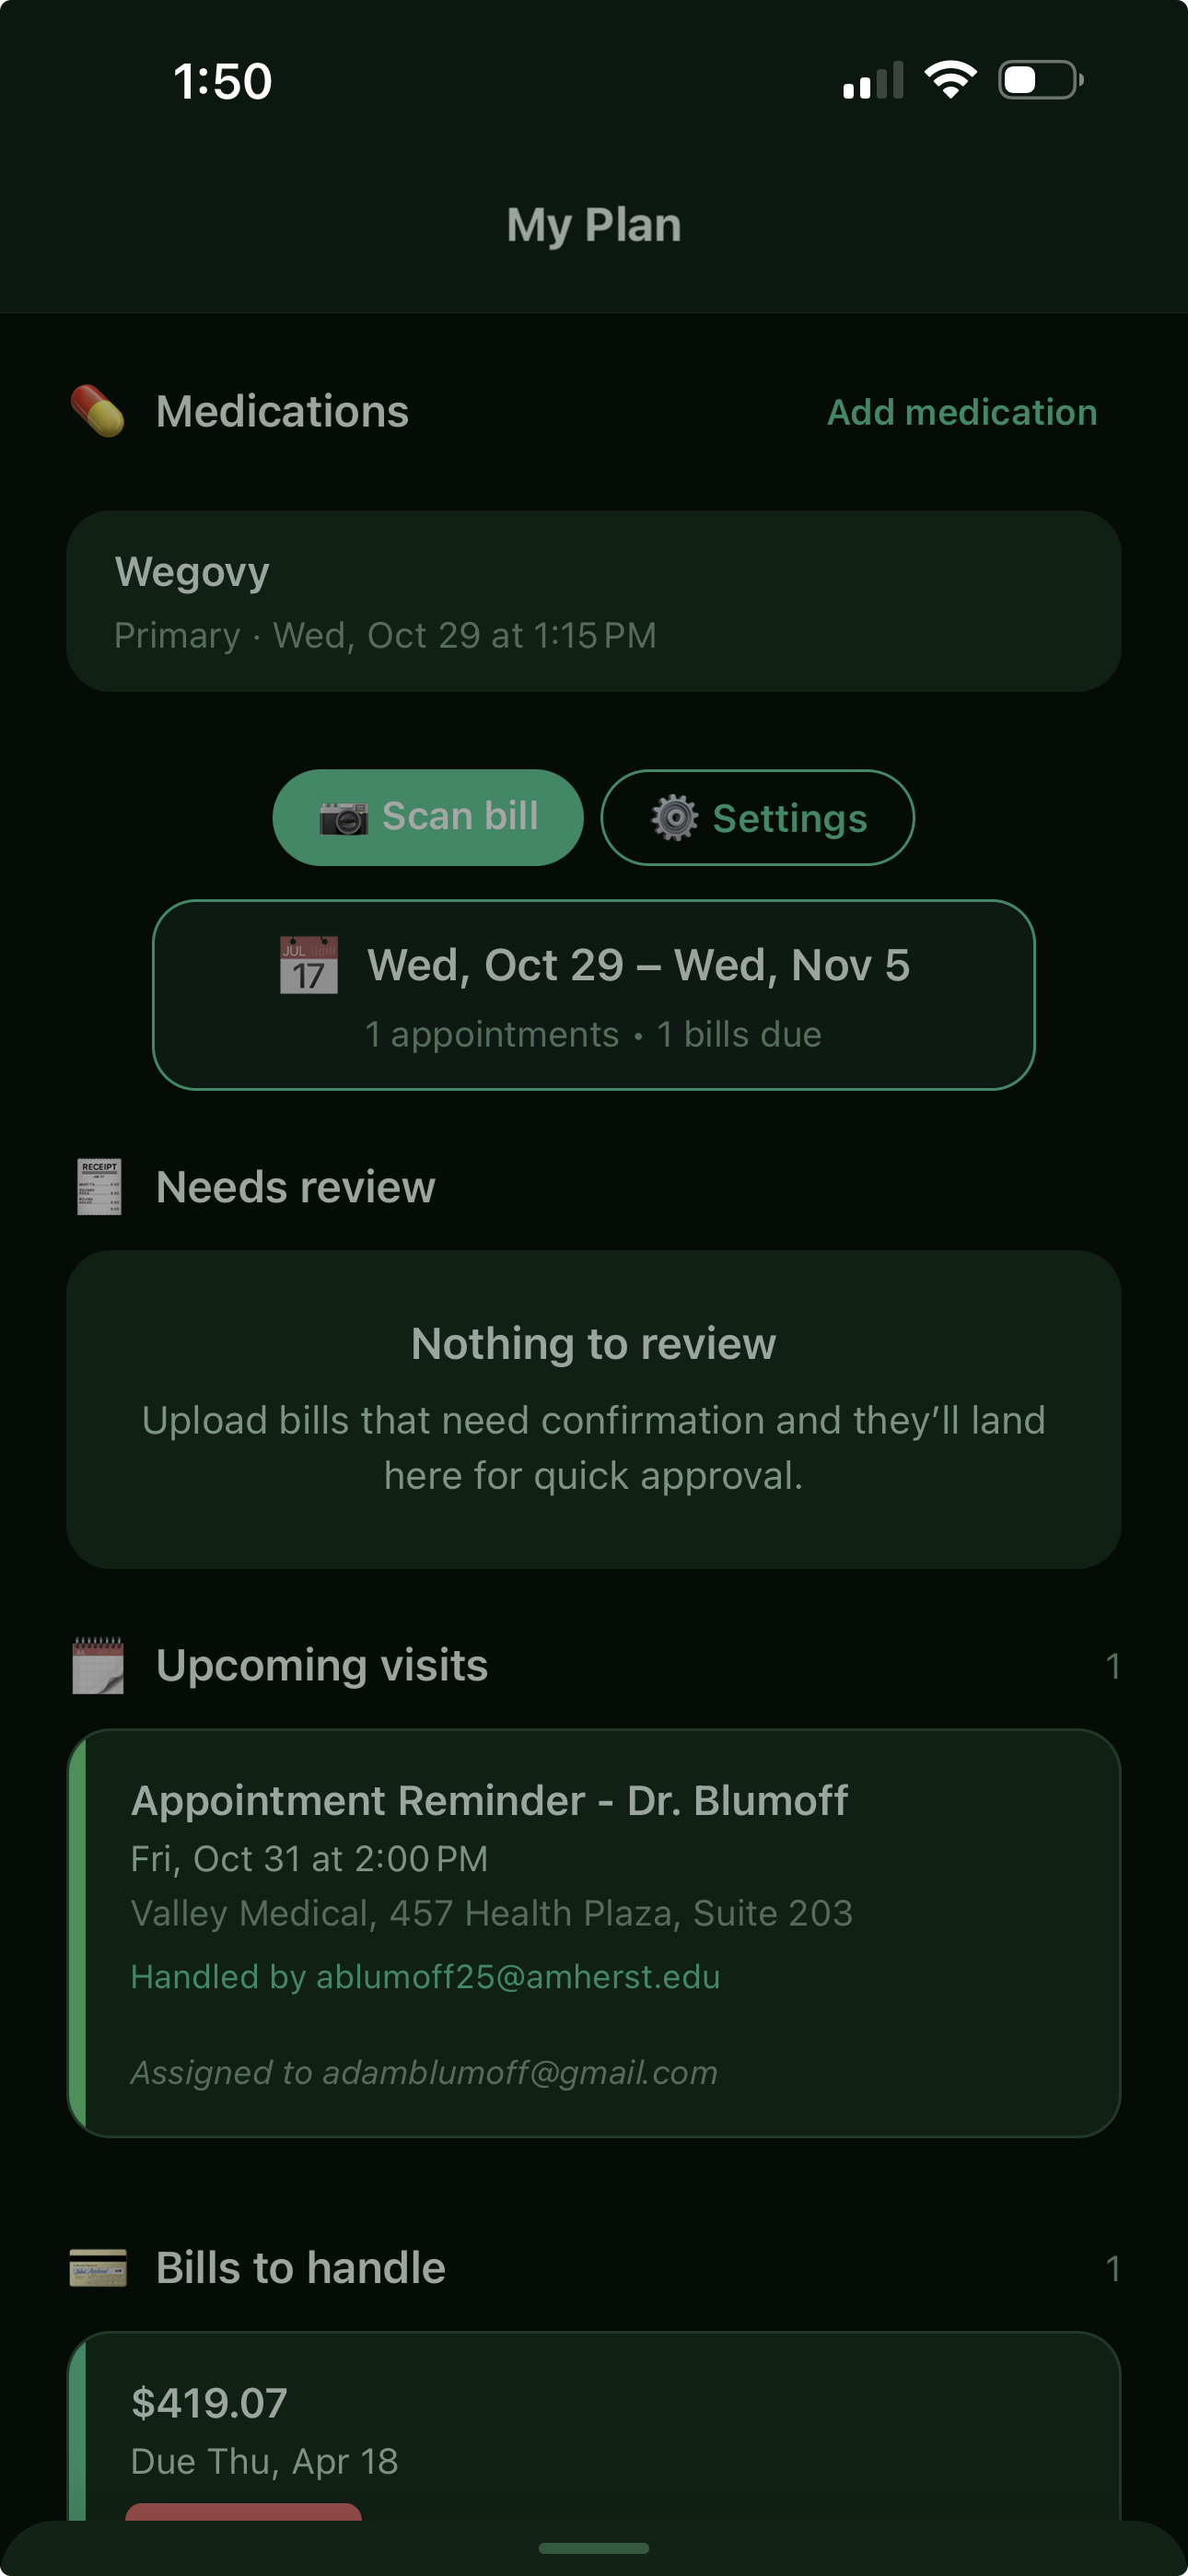 1:50
My Plan
Medications
Add medication
Wegovy
Primary · Wed, Oct 29 at 1:15 PM
Scan bill
Settings
JUL
17
Wed, Oct 29 – Wed, Nov 5
1 appointments • 1 bills due
RECEIPT
Needs review
Nothing to review
Upload bills that need confirmation and they’ll land
here for quick approval.
Upcoming visits
1
Appointment Reminder - Dr. Blumoff
Fri, Oct 31 at 2:00 PM
Valley Medical, 457 Health Plaza, Suite 203
Handled by ablumoff25@amherst.edu
Assigned to adamblumoff@gmail.com
Bills to handle
1
$419.07
Due Thu, Apr 18